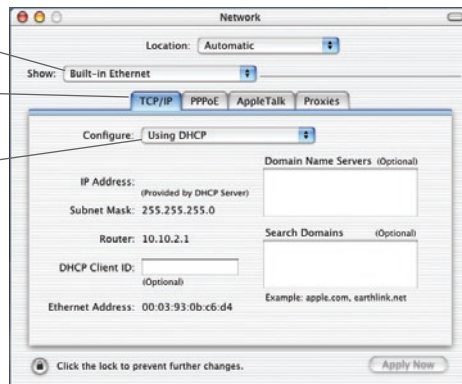 Network
Location: Automatic
Show: Built-in Ethernet
TCP/IP PPPoE AppleTalk Proxies
Configure: Using DHCP
Domain Name Servers (Optional)
IP Address:
(Provided by DHCP Server)
Subnet Mask: 255.255.255.0
Router: 10.10.2.1
Search Domains (Optional)
DHCP Client ID:
(Optional)
Example: apple.com, earthlink.net
Ethernet Address: 00:03:93:0b:c6:d4
Click the lock to prevent further changes.
Apply Now